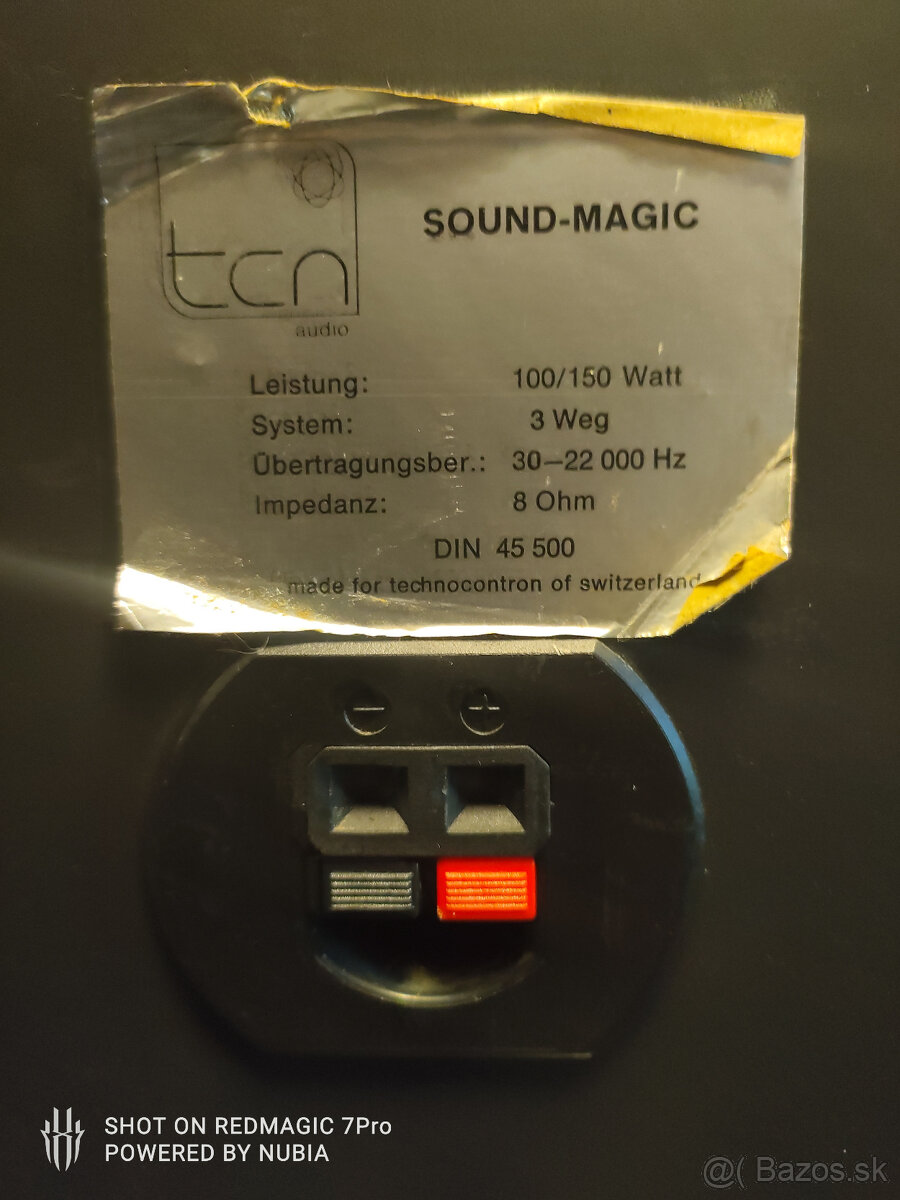 tcn
audio
SOUND-MAGIC
Leistung: 100/150 Watt
System: 3 Weg
Übertragungsber.: 30—22 000 Hz
Impedanz: 8 Ohm
DIN 45 500
made for technocontron of switzerland
− +
SHOT ON REDMAGIC 7Pro
POWERED BY NUBIA
@( Bazos.sk